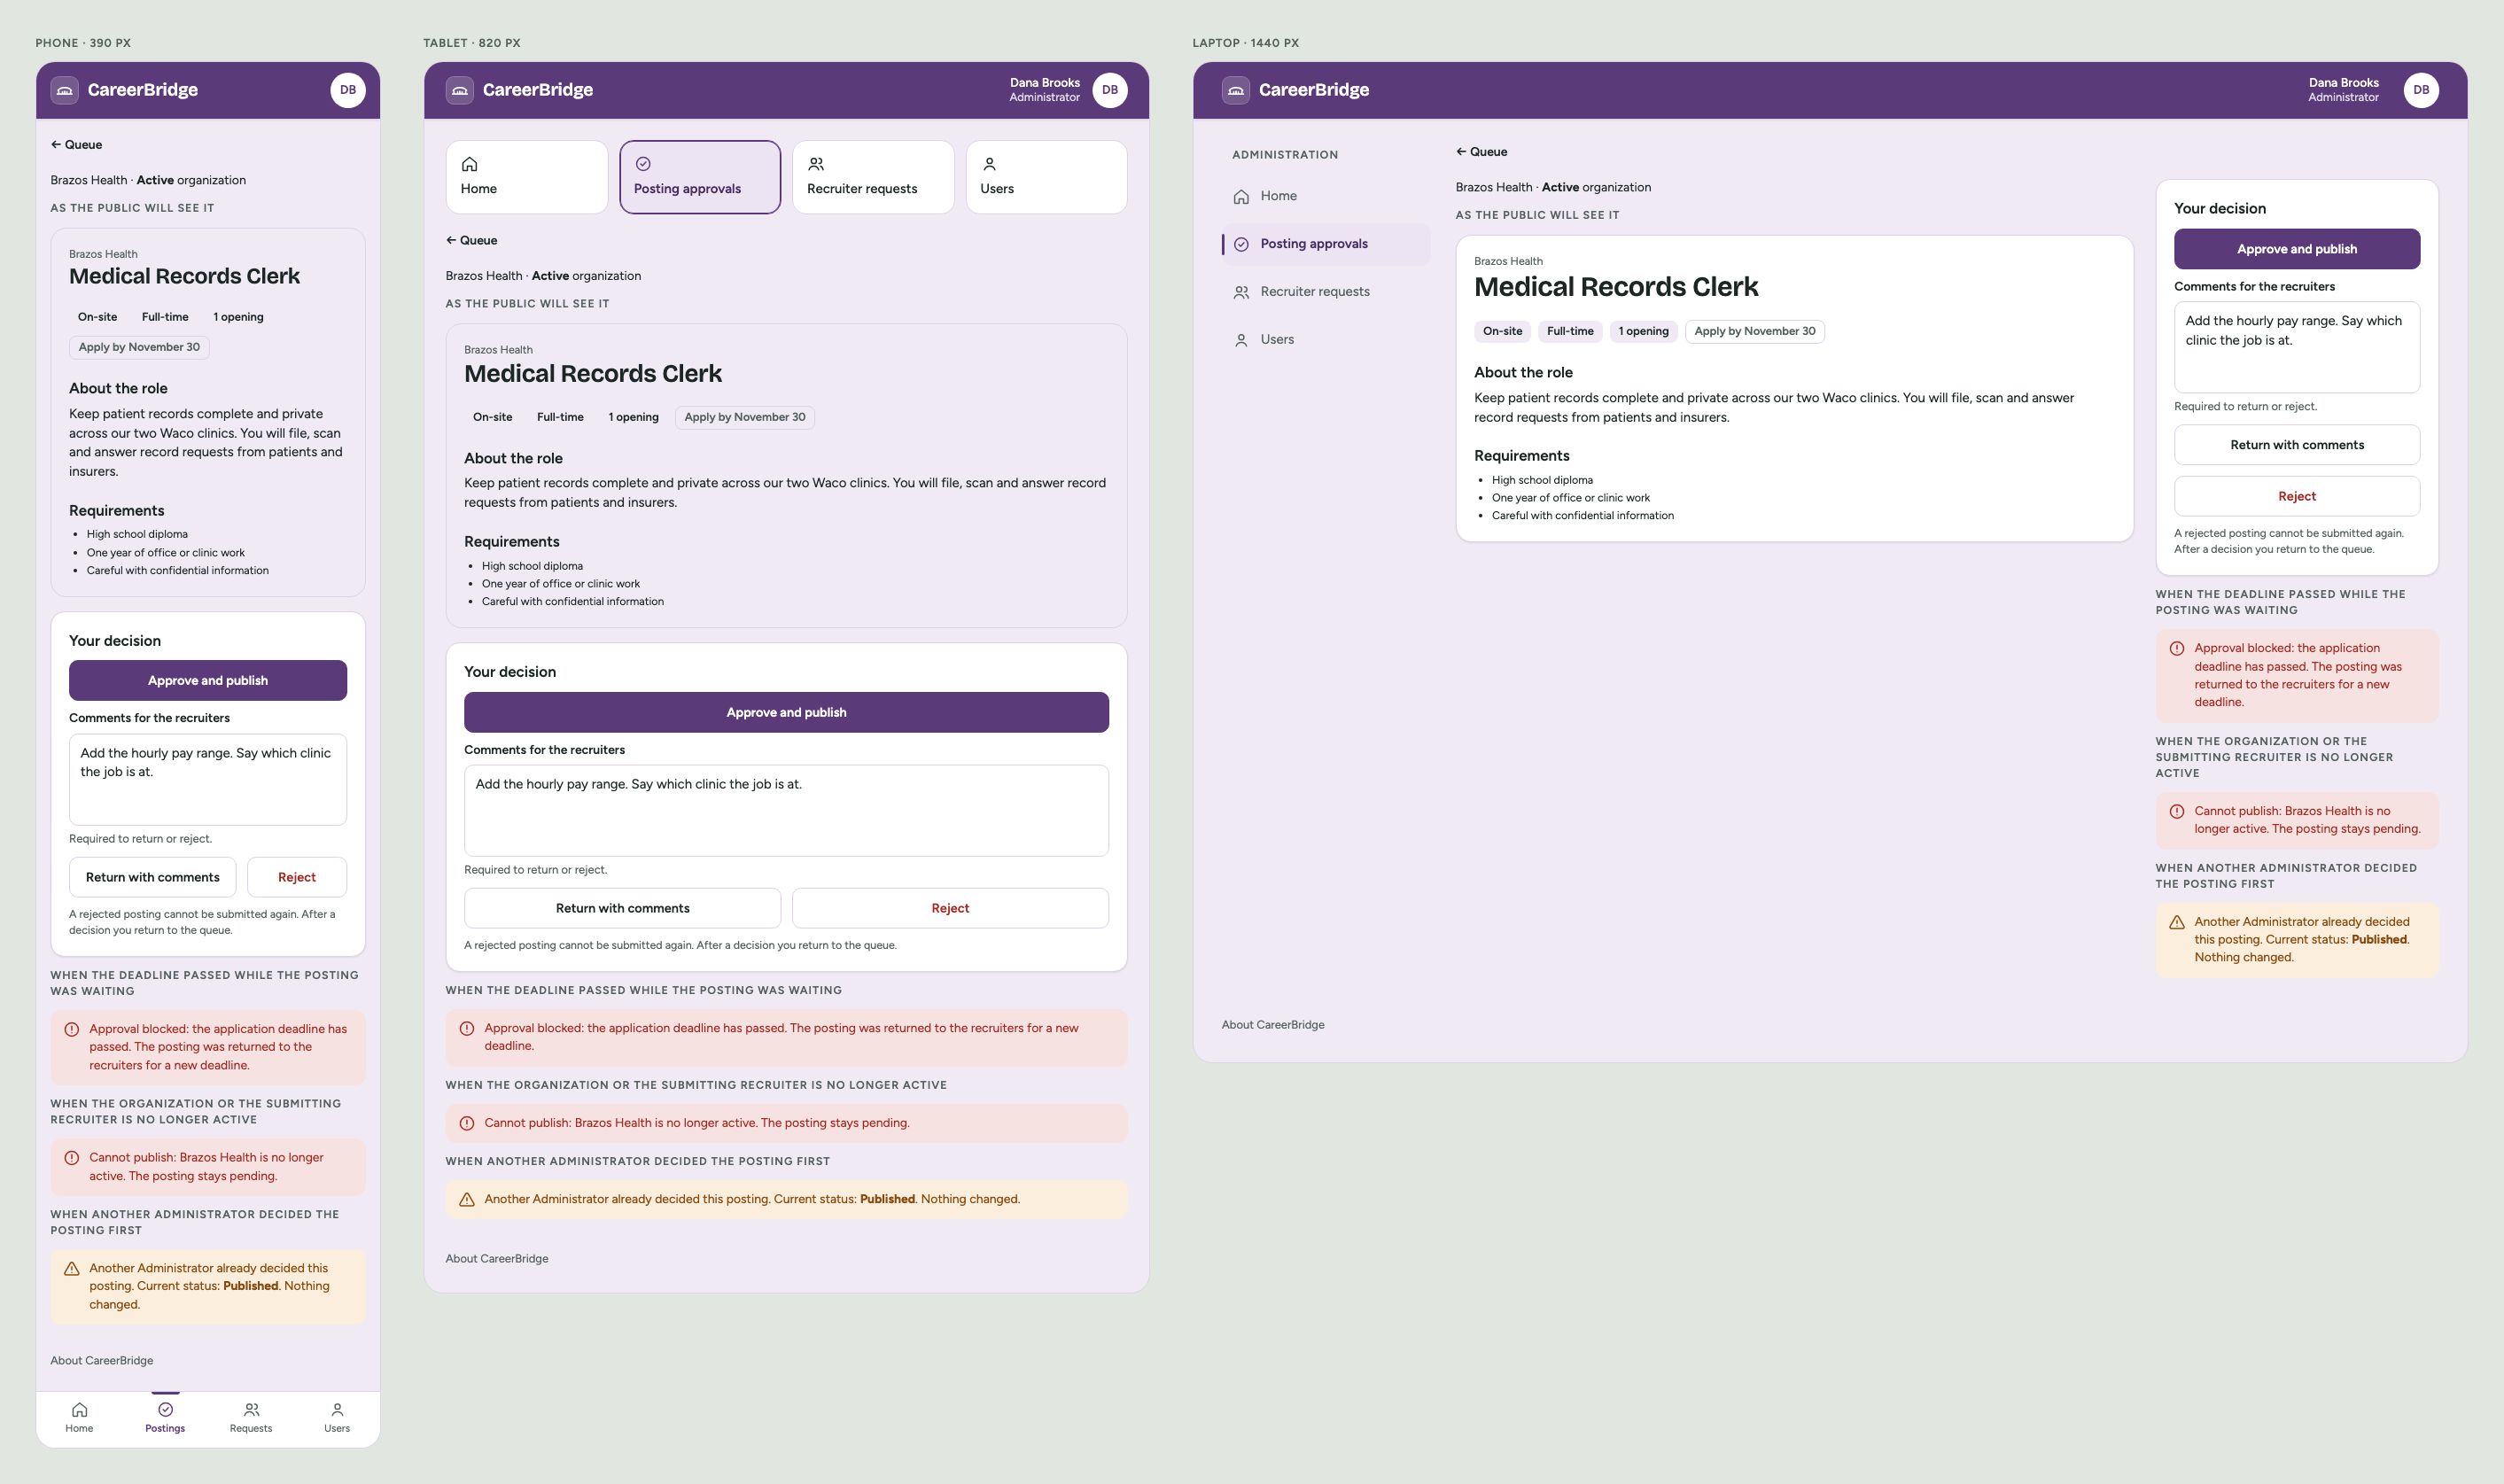 PHONE · 390 PX
CareerBridge
DB
← Queue
Brazos Health · Active organization
AS THE PUBLIC WILL SEE IT
Brazos Health
Medical Records Clerk
On-site
Full-time
1 opening
Apply by November 30
About the role
Keep patient records complete and private
across our two Waco clinics. You will file, scan
and answer record requests from patients and
insurers.
Requirements
• High school diploma
• One year of office or clinic work
• Careful with confidential information
Your decision
Approve and publish
Comments for the recruiters
Add the hourly pay range. Say which clinic
the job is at.
Required to return or reject.
Return with comments
Reject
A rejected posting cannot be submitted again. After a
decision you return to the queue.
WHEN THE DEADLINE PASSED WHILE THE POSTING
WAS WAITING
Approval blocked: the application deadline has
passed. The posting was returned to the
recruiters for a new deadline.
WHEN THE ORGANIZATION OR THE SUBMITTING
RECRUITER IS NO LONGER ACTIVE
Cannot publish: Brazos Health is no longer
active. The posting stays pending.
WHEN ANOTHER ADMINISTRATOR DECIDED THE
POSTING FIRST
Another Administrator already decided this
posting. Current status: Published. Nothing
changed.
About CareerBridge
Home
Postings
Requests
Users
TABLET · 820 PX
CareerBridge
Dana Brooks
Administrator
DB
Home
Posting approvals
Recruiter requests
Users
← Queue
Brazos Health · Active organization
AS THE PUBLIC WILL SEE IT
Brazos Health
Medical Records Clerk
On-site
Full-time
1 opening
Apply by November 30
About the role
Keep patient records complete and private across our two Waco clinics. You will file, scan and answer record
requests from patients and insurers.
Requirements
• High school diploma
• One year of office or clinic work
• Careful with confidential information
Your decision
Approve and publish
Comments for the recruiters
Add the hourly pay range. Say which clinic the job is at.
Required to return or reject.
Return with comments
Reject
A rejected posting cannot be submitted again. After a decision you return to the queue.
WHEN THE DEADLINE PASSED WHILE THE POSTING WAS WAITING
Approval blocked: the application deadline has passed. The posting was returned to the recruiters for a new
deadline.
WHEN THE ORGANIZATION OR THE SUBMITTING RECRUITER IS NO LONGER ACTIVE
Cannot publish: Brazos Health is no longer active. The posting stays pending.
WHEN ANOTHER ADMINISTRATOR DECIDED THE POSTING FIRST
Another Administrator already decided this posting. Current status: Published. Nothing changed.
About CareerBridge
LAPTOP · 1440 PX
CareerBridge
Dana Brooks
Administrator
DB
ADMINISTRATION
Home
Posting approvals
Recruiter requests
Users
← Queue
Brazos Health · Active organization
AS THE PUBLIC WILL SEE IT
Brazos Health
Medical Records Clerk
On-site
Full-time
1 opening
Apply by November 30
About the role
Keep patient records complete and private across our two Waco clinics. You will file, scan and answer
record requests from patients and insurers.
Requirements
• High school diploma
• One year of office or clinic work
• Careful with confidential information
Your decision
Approve and publish
Comments for the recruiters
Add the hourly pay range. Say which
clinic the job is at.
Required to return or reject.
Return with comments
Reject
A rejected posting cannot be submitted again.
After a decision you return to the queue.
WHEN THE DEADLINE PASSED WHILE THE
POSTING WAS WAITING
Approval blocked: the application
deadline has passed. The posting was
returned to the recruiters for a new
deadline.
WHEN THE ORGANIZATION OR THE
SUBMITTING RECRUITER IS NO LONGER
ACTIVE
Cannot publish: Brazos Health is no
longer active. The posting stays pending.
WHEN ANOTHER ADMINISTRATOR DECIDED
THE POSTING FIRST
Another Administrator already decided
this posting. Current status: Published.
Nothing changed.
About CareerBridge